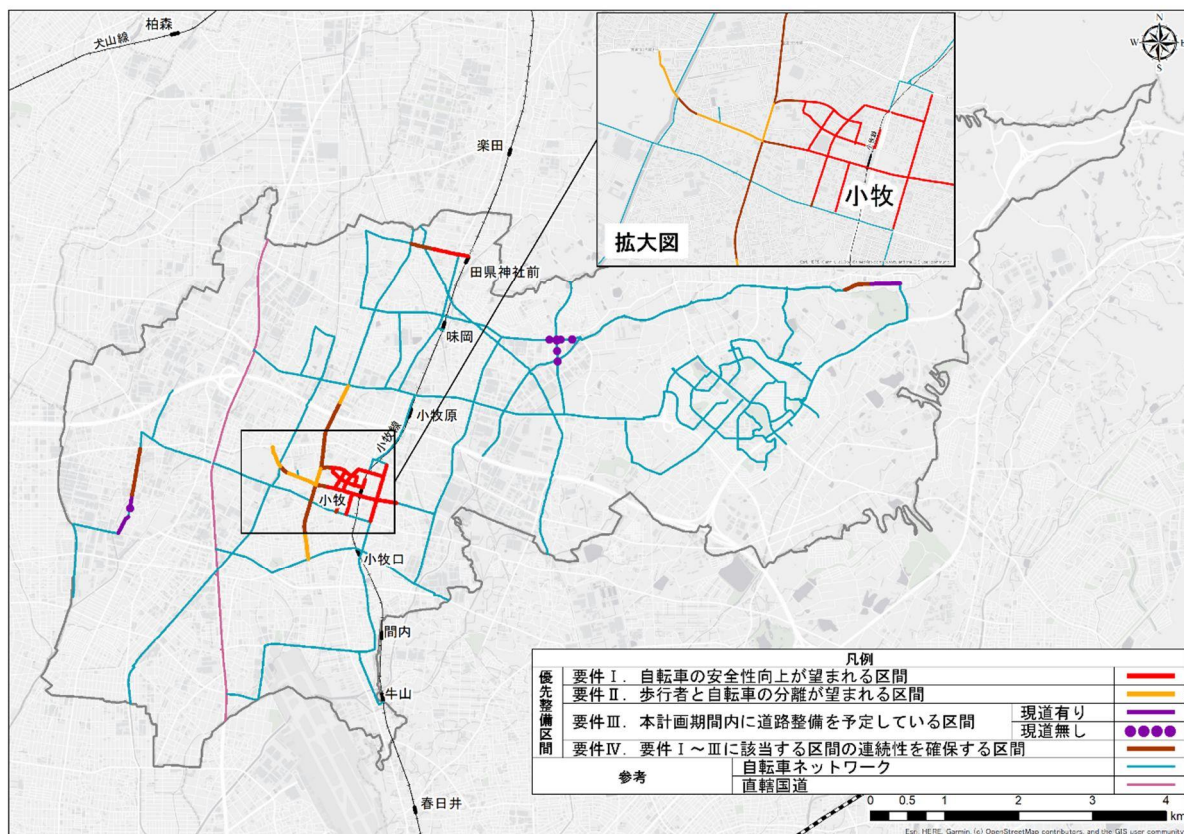 柏森
犬山線
N
W
E
S
楽田
小牧線
小牧
拡大図
田県神社前
味岡
小牧原
小牧線
小牧
小牧口
間内
牛山
春日井
凡例
優先整備区間
要件Ⅰ．自転車の安全性向上が望まれる区間
要件Ⅱ．歩行者と自転車の分離が望まれる区間
要件Ⅲ．本計画期間内に道路整備を予定している区間
現道有り
現道無し
要件Ⅳ．要件Ⅰ～Ⅲに該当する区間の連続性を確保する区間
参考
自転車ネットワーク
直轄国道
0 0.5 1 2 3 4
km
Esri, HERE, Garmin, (c) OpenStreetMap contributors, and the GIS user community